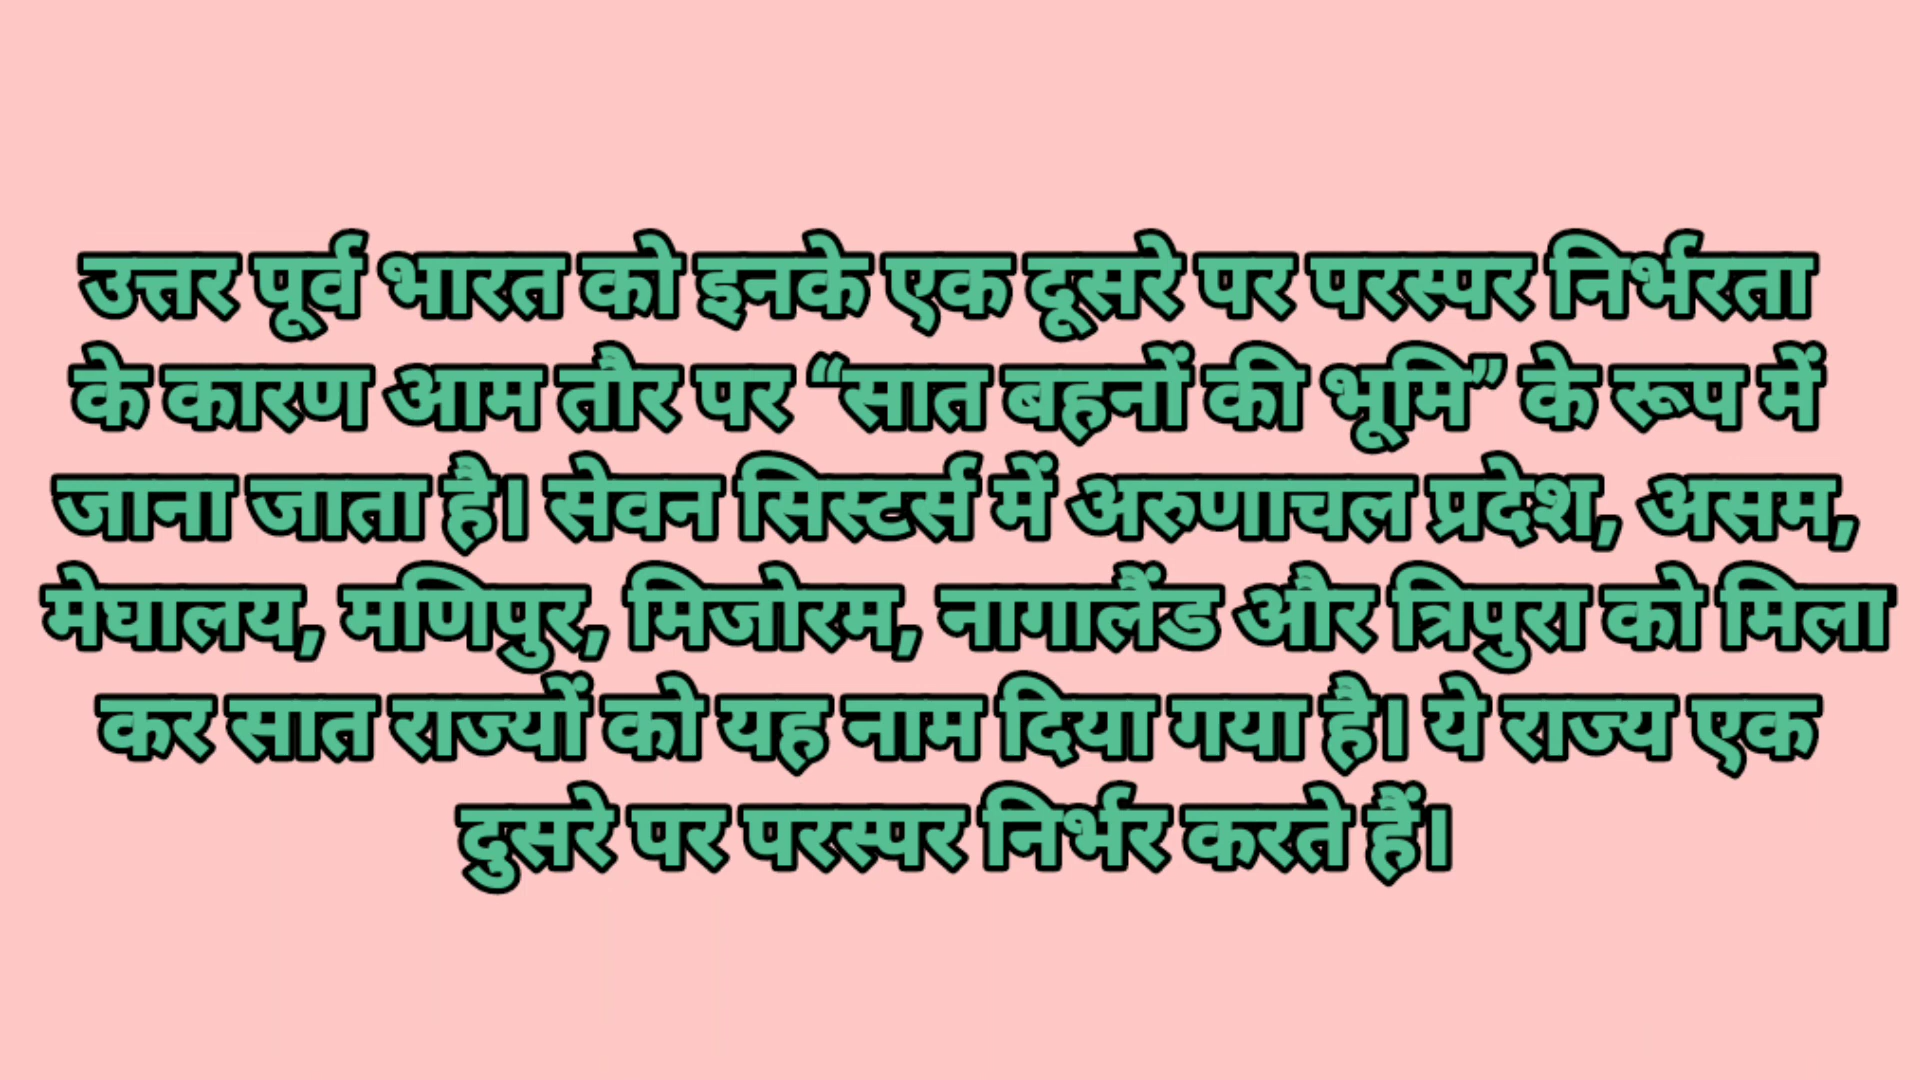 उत्तर पूर्व भारत को इनके एक दूसरे पर परस्पर निर्भरता
के कारण आम तौर पर “सात बहनों की भूमि” के रूप में
जाना जाता है। सेवन सिस्टर्स में अरुणाचल प्रदेश, असम,
मेघालय, मणिपुर, मिजोरम, नागालैंड और त्रिपुरा को मिला
कर सात राज्यों को यह नाम दिया गया है। ये राज्य एक
दुसरे पर परस्पर निर्भर करते हैं।